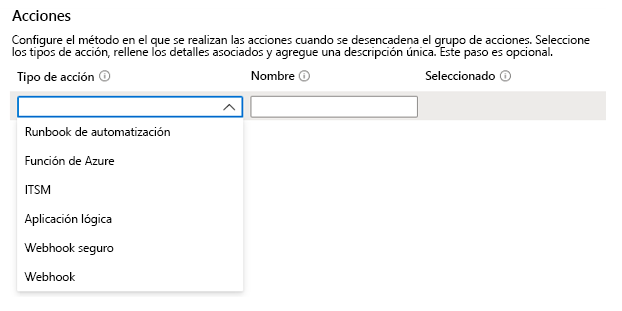 Acciones
Configure el método en el que se realizan las acciones cuando se desencadena el grupo de acciones. Seleccione
los tipos de acción, rellene los detalles asociados y agregue una descripción única. Este paso es opcional.
Tipo de acción Nombre Seleccionado
Runbook de automatización
Función de Azure
ITSM
Aplicación lógica
Webhook seguro
Webhook